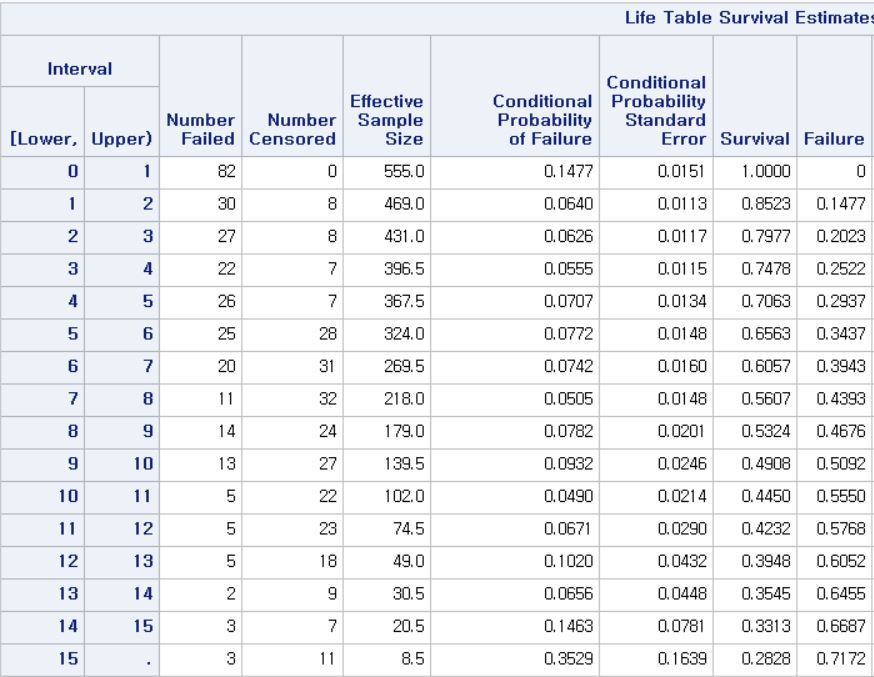 Life Table Survival Estimates
Interval
[Lower, Upper) Number Failed Number Censored Effective Sample Size Conditional Probability of Failure Conditional Probability Standard Error Survival Failure
0 1 82 0 555.0 0.1477 0.0151 1.0000 0
1 2 30 8 469.0 0.0640 0.0113 0.8523 0.1477
2 3 27 8 431.0 0.0626 0.0117 0.7977 0.2023
3 4 22 7 396.5 0.0555 0.0115 0.7478 0.2522
4 5 26 7 367.5 0.0707 0.0134 0.7063 0.2937
5 6 25 28 324.0 0.0772 0.0148 0.6563 0.3437
6 7 20 31 269.5 0.0742 0.0160 0.6057 0.3943
7 8 11 32 218.0 0.0505 0.0148 0.5607 0.4393
8 9 14 24 179.0 0.0782 0.0201 0.5324 0.4676
9 10 13 27 139.5 0.0932 0.0246 0.4908 0.5092
10 11 5 22 102.0 0.0490 0.0214 0.4450 0.5550
11 12 5 23 74.5 0.0671 0.0290 0.4232 0.5768
12 13 5 18 49.0 0.1020 0.0432 0.3948 0.6052
13 14 2 9 30.5 0.0656 0.0448 0.3545 0.6455
14 15 3 7 20.5 0.1463 0.0781 0.3313 0.6687
15 . 3 11 8.5 0.3529 0.1639 0.2828 0.7172